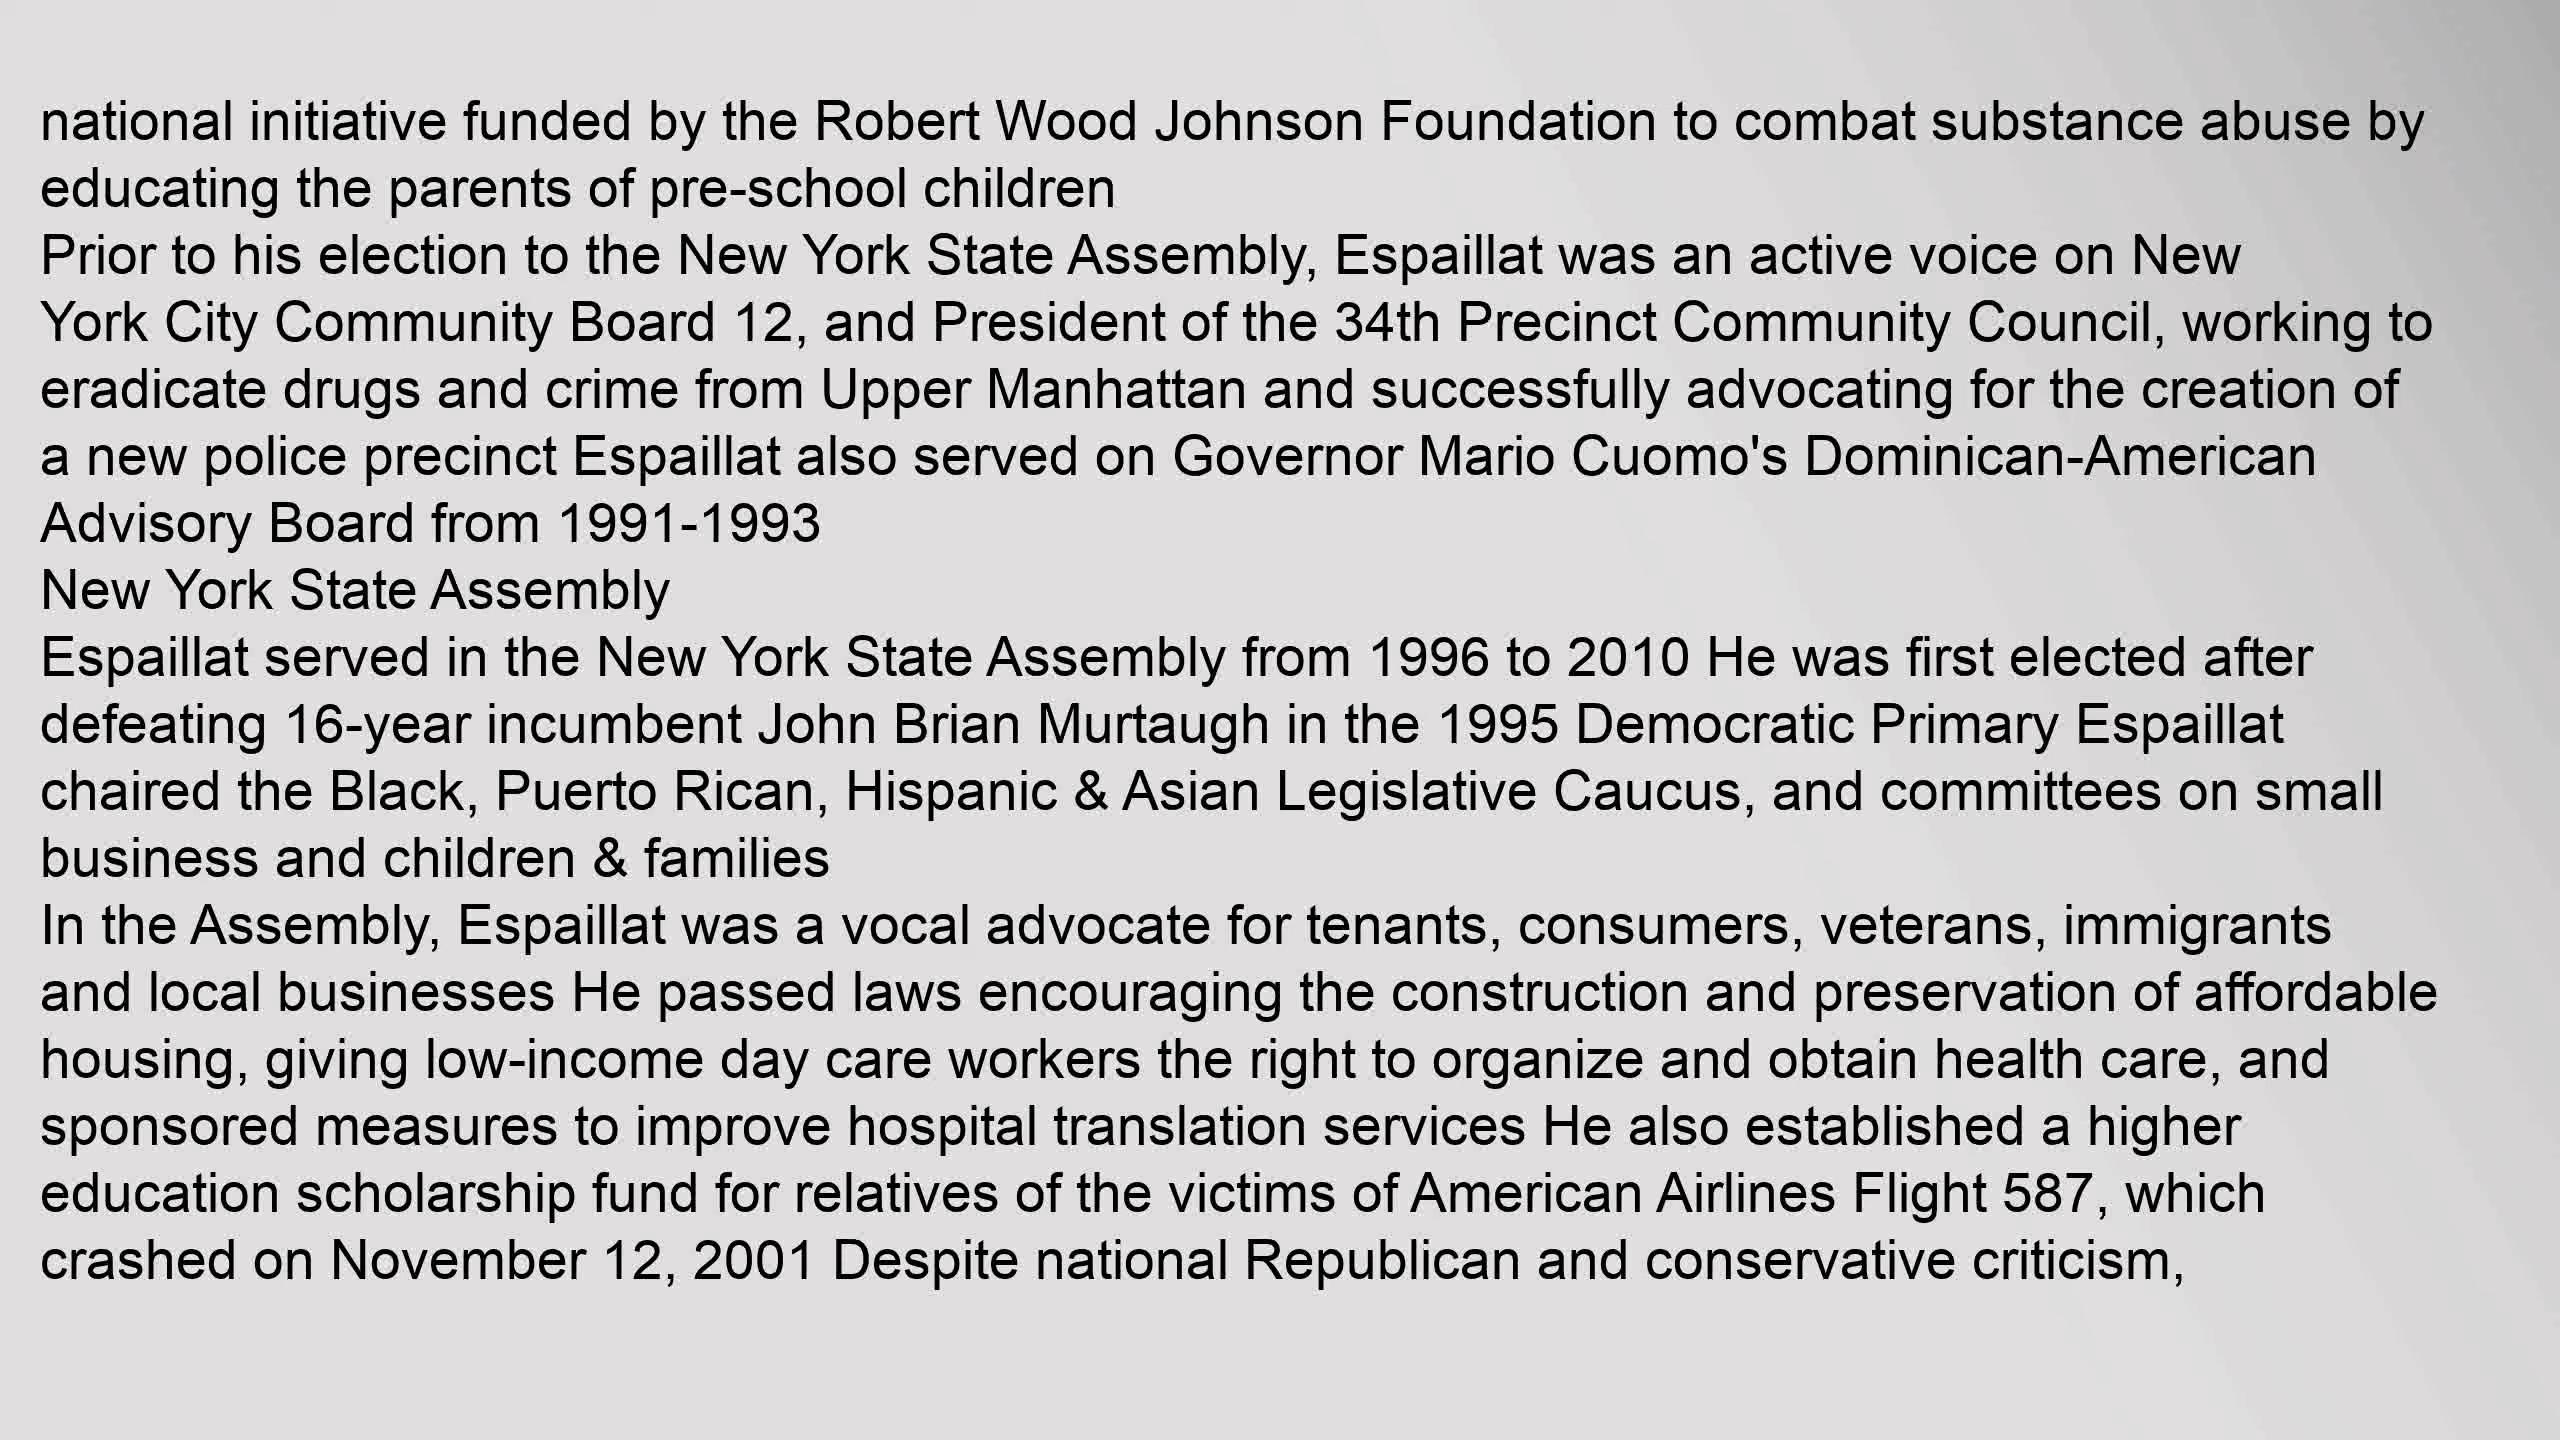 national initiative funded by the Robert Wood Johnson Foundation to combat substance abuse by
educating the parents of pre-school children
Prior to his election to the New York State Assembly, Espaillat was an active voice on New
York City Community Board 12, and President of the 34th Precinct Community Council, working to
eradicate drugs and crime from Upper Manhattan and successfully advocating for the creation of
a new police precinct Espaillat also served on Governor Mario Cuomo's Dominican-American
Advisory Board from 1991-1993
New York State Assembly
Espaillat served in the New York State Assembly from 1996 to 2010 He was first elected after
defeating 16-year incumbent John Brian Murtaugh in the 1995 Democratic Primary Espaillat
chaired the Black, Puerto Rican, Hispanic & Asian Legislative Caucus, and committees on small
business and children & families
In the Assembly, Espaillat was a vocal advocate for tenants, consumers, veterans, immigrants
and local businesses He passed laws encouraging the construction and preservation of affordable
housing, giving low-income day care workers the right to organize and obtain health care, and
sponsored measures to improve hospital translation services He also established a higher
education scholarship fund for relatives of the victims of American Airlines Flight 587, which
crashed on November 12, 2001 Despite national Republican and conservative criticism,